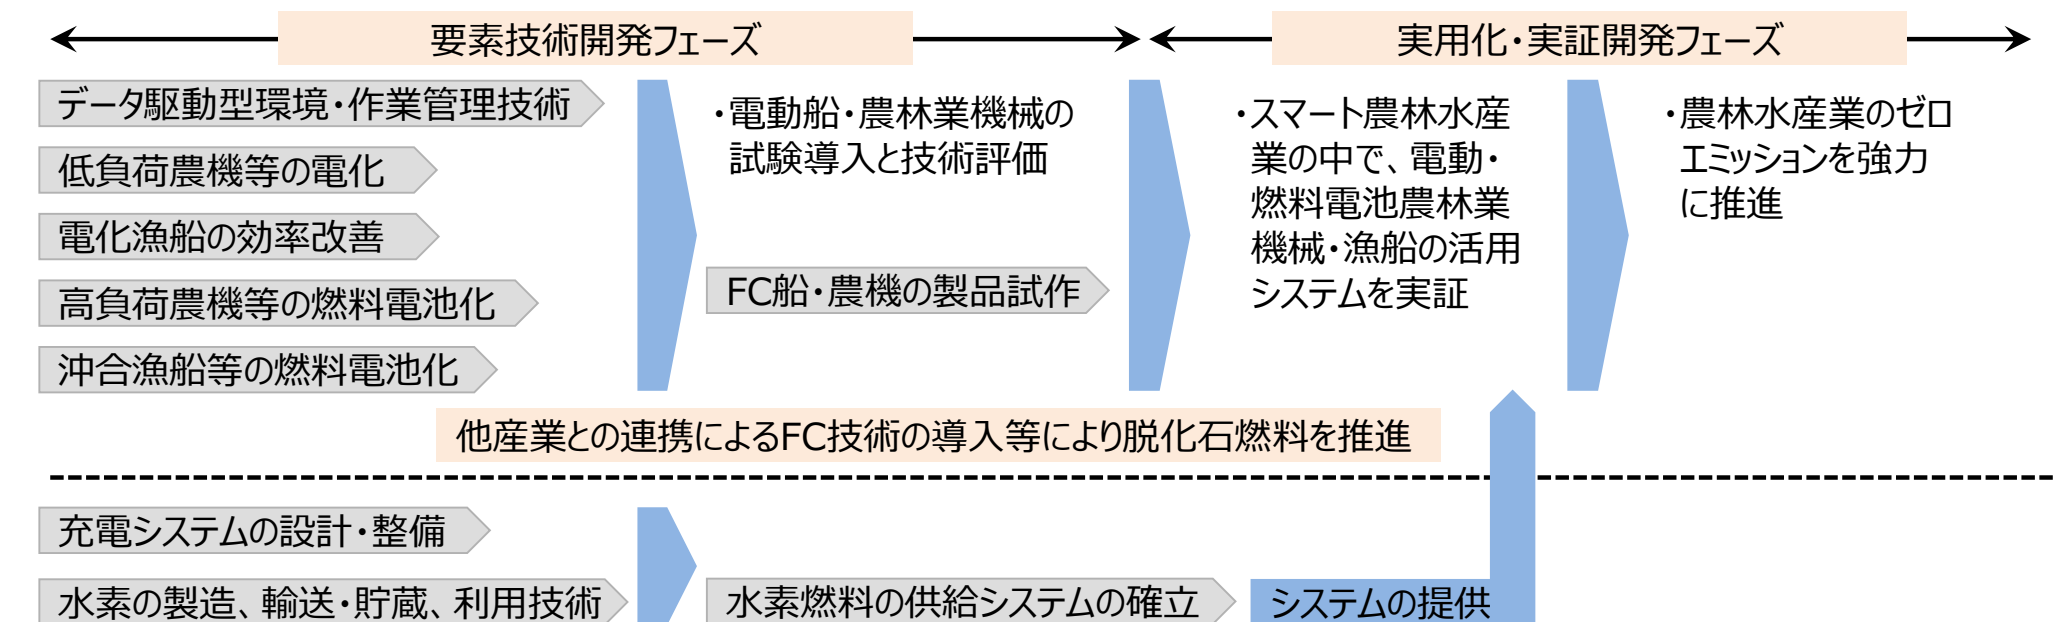 要素技術開発フェーズ
実用化・実証開発フェーズ
データ駆動型環境・作業管理技術
低負荷農機等の電化
電化漁船の効率改善
高負荷農機等の燃料電池化
沖合漁船等の燃料電池化
・電動船・農林業機械の
試験導入と技術評価
FC船・農機の製品試作
・スマート農林水産
業の中で、電動・
燃料電池農林業
機械・漁船の活用
システムを実証
・農林水産業のゼロ
エミッションを強力
に推進
他産業との連携によるFC技術の導入等により脱化石燃料を推進
充電システムの設計・整備
水素の製造、輸送・貯蔵、利用技術
水素燃料の供給システムの確立
システムの提供